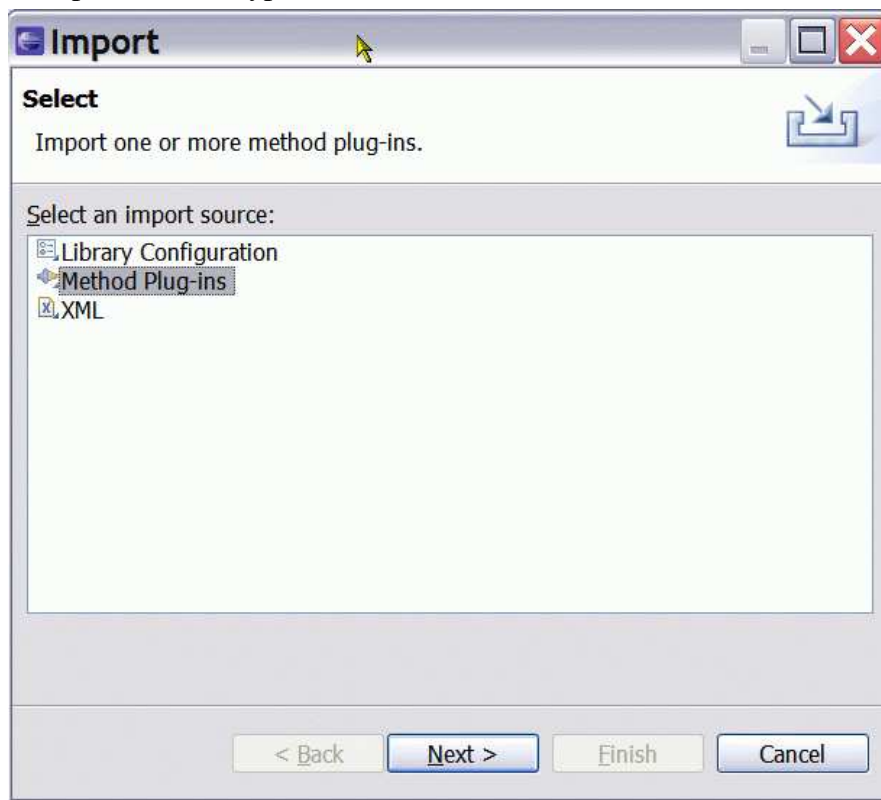 Import
Select
Import one or more method plug-ins.
Select an import source:
Library Configuration
Method Plug-ins
XML
< Back Next > Finish Cancel